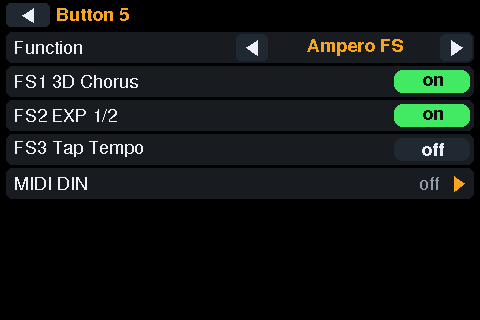 Button 5
Function Ampero FS
FS1 3D Chorus on
FS2 EXP 1/2 on
FS3 Tap Tempo off
MIDI DIN off